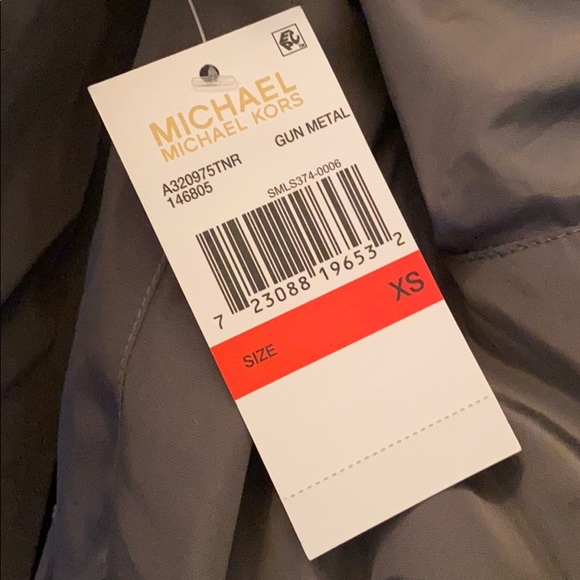 MICHAEL
MICHAEL KORS
A320975TNR GUN METAL
146805
SMLS374-0006
7 23088 19653 2
SIZE XS